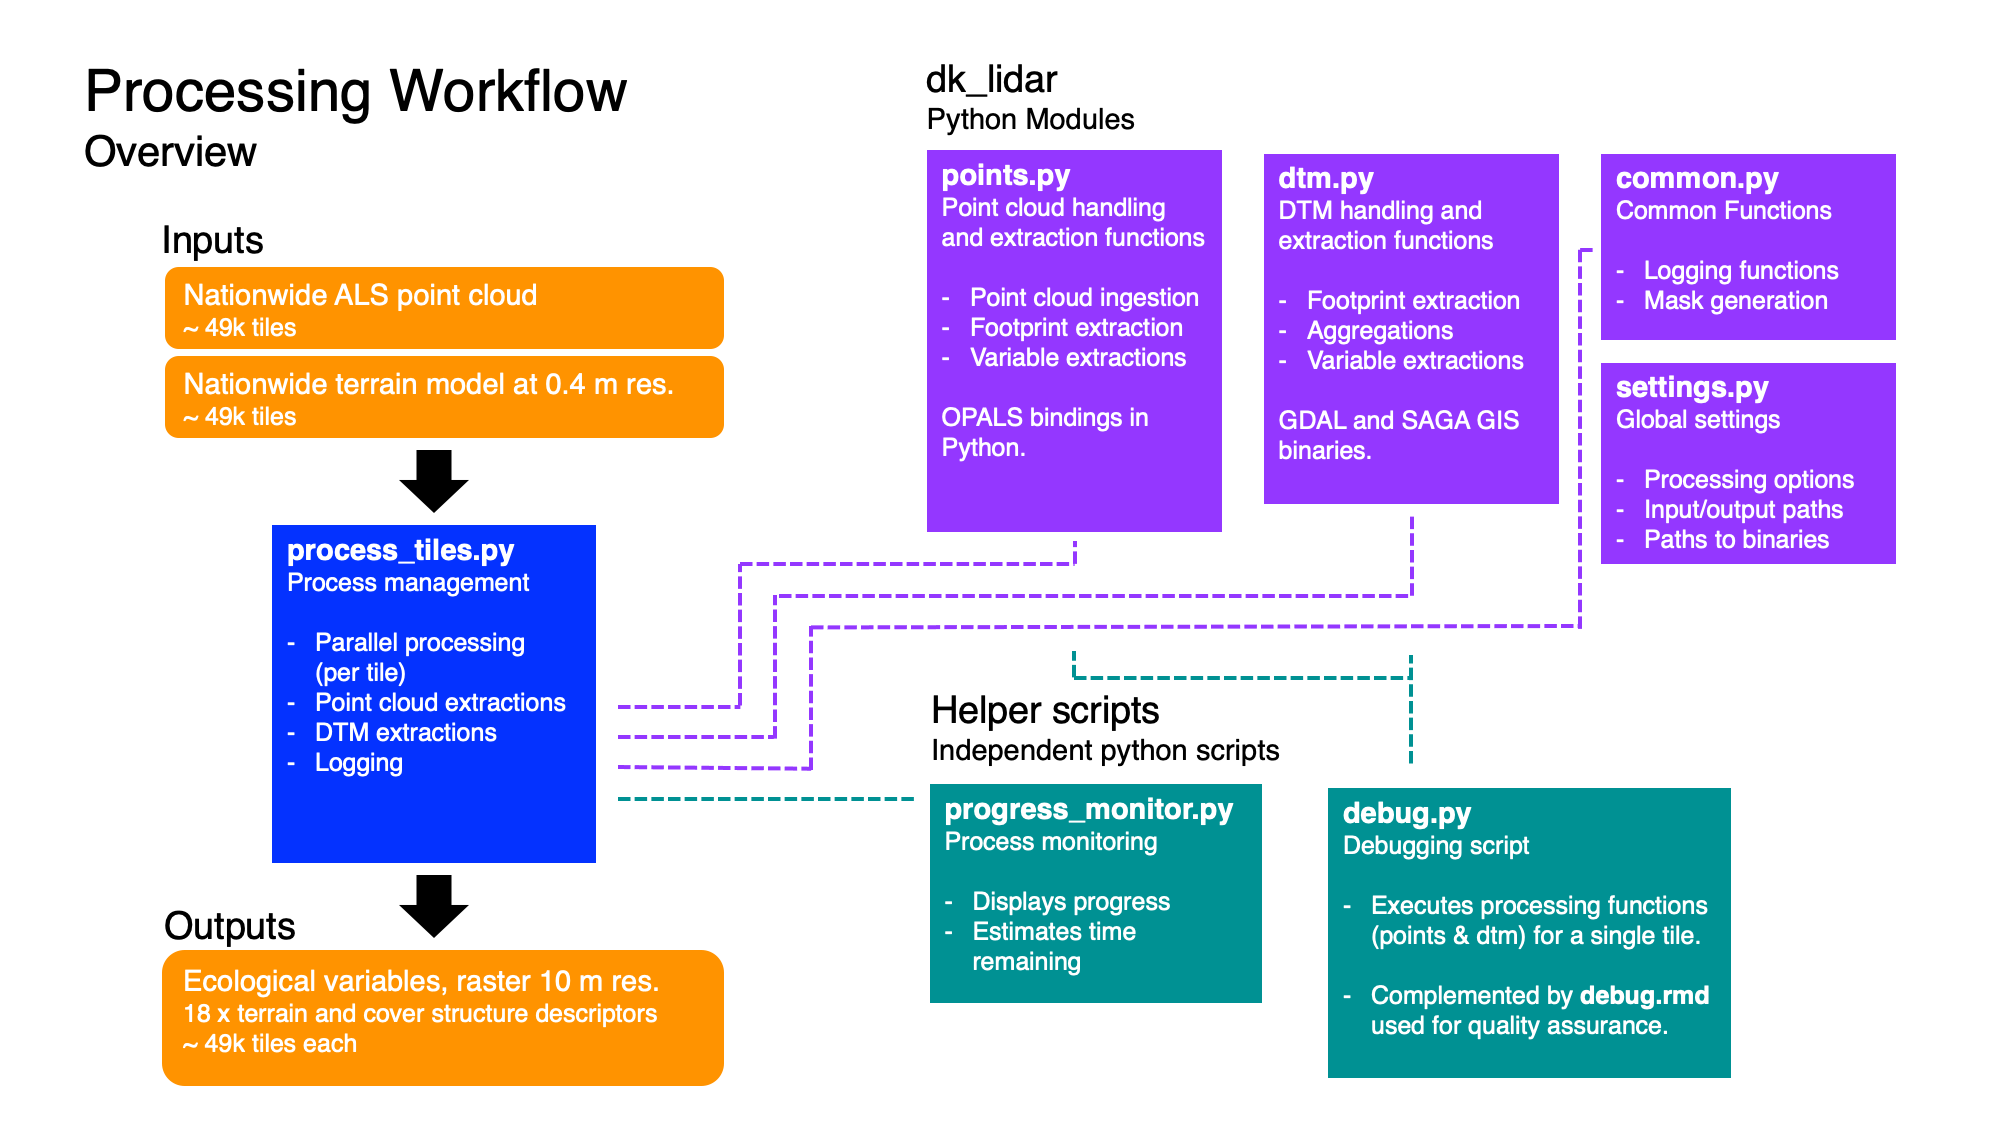 Processing Workflow
Overview
Inputs
Nationwide ALS point cloud
~ 49k tiles
Nationwide terrain model at 0.4 m res.
~ 49k tiles
process_tiles.py
Process management
- Parallel processing
(per tile)
- Point cloud extractions
- DTM extractions
- Logging
Outputs
Ecological variables, raster 10 m res.
18 x terrain and cover structure descriptors
~ 49k tiles each
dk_lidar
Python Modules
points.py
Point cloud handling
and extraction functions
- Point cloud ingestion
- Footprint extraction
- Variable extractions
OPALS bindings in
Python.
dtm.py
DTM handling and
extraction functions
- Footprint extraction
- Aggregations
- Variable extractions
GDAL and SAGA GIS
binaries.
common.py
Common Functions
- Logging functions
- Mask generation
settings.py
Global settings
- Processing options
- Input/output paths
- Paths to binaries
Helper scripts
Independent python scripts
progress_monitor.py
Process monitoring
- Displays progress
- Estimates time
remaining
debug.py
Debugging script
- Executes processing functions
(points & dtm) for a single tile.
- Complemented by debug.rmd
used for quality assurance.